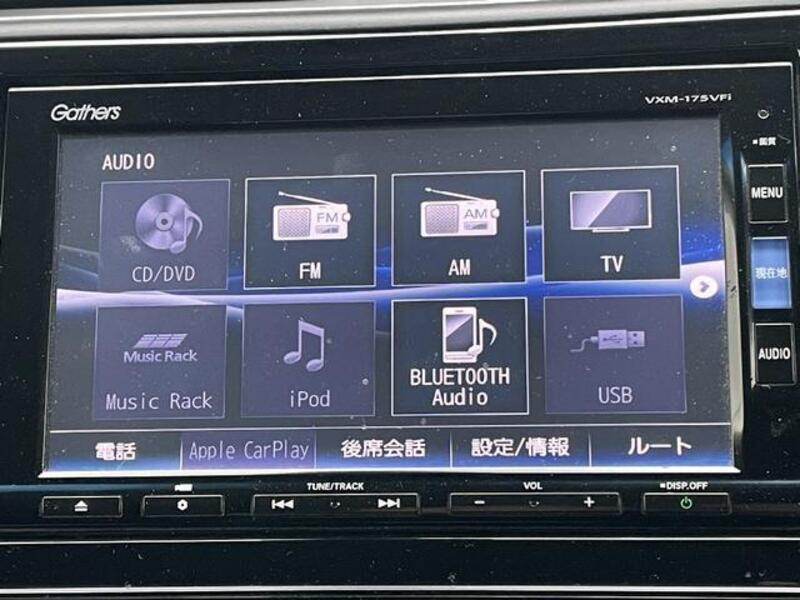 Gathers
VXM-175VFi
画質
AUDIO
MENU
CD/DVD
FM
FM
AM
AM
TV
現在地
Music Rack
Music Rack
iPod
BLUETOOTH
Audio
USB
AUDIO
電話
Apple CarPlay
後席会話
設定/情報
ルート
TUNE/TRACK
VOL
DISP.OFF